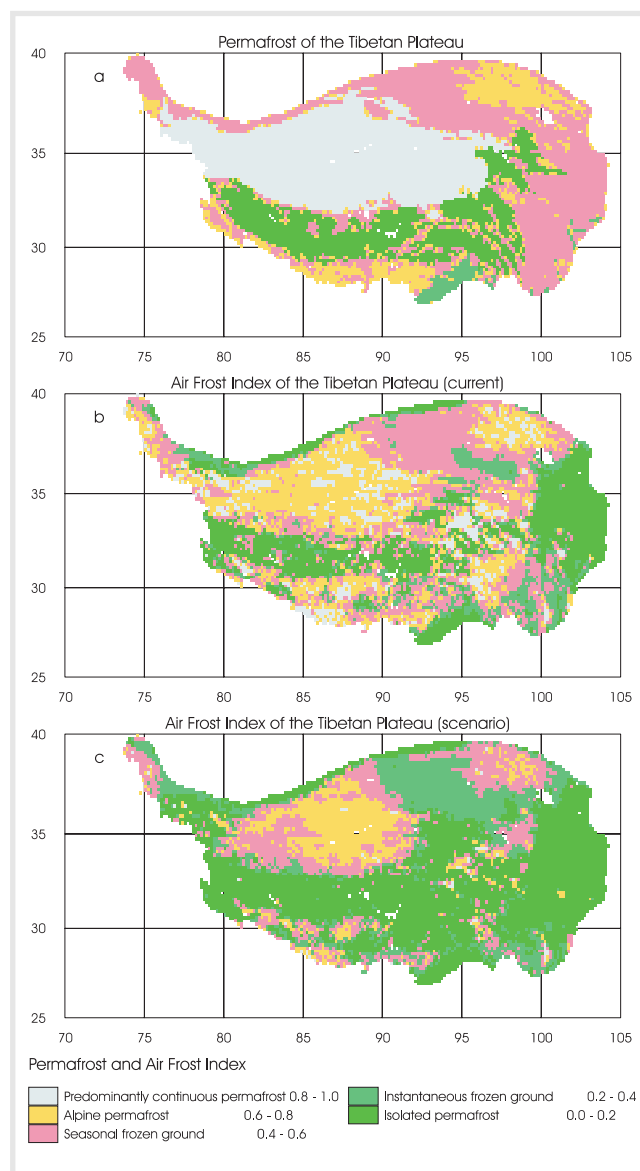 Permafrost of the Tibetan Plateau
40
a
35
30
25
70 75 80 85 90 95 100 105
Air Frost Index of the Tibetan Plateau (current)
40
b
35
30
25
70 75 80 85 90 95 100 105
Air Frost Index of the Tibetan Plateau (scenario)
40
c
35
30
25
70 75 80 85 90 95 100 105
Permafrost and Air Frost Index
Predominantly continuous permafrost 0.8 - 1.0 Instantaneous frozen ground 0.2 - 0.4
Alpine permafrost 0.6 - 0.8 Isolated permafrost 0.0 - 0.2
Seasonal frozen ground 0.4 - 0.6